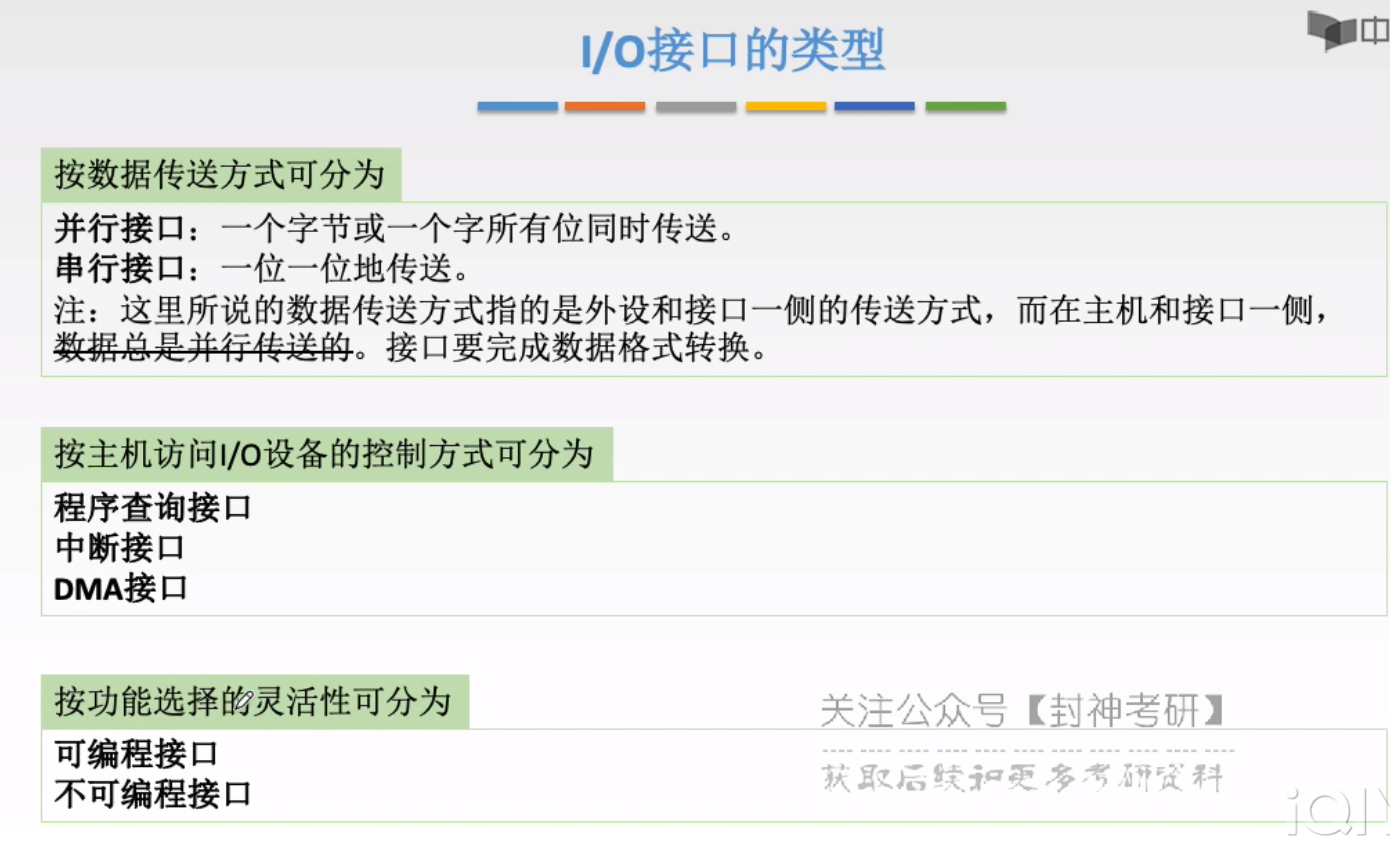 I/O接口的类型
中
按数据传送方式可分为
并行接口：一个字节或一个字所有位同时传送。
串行接口：一位一位地传送。
注：这里所说的数据传送方式指的是外设和接口一侧的传送方式，而在主机和接口一侧，
数据总是并行传送的。接口要完成数据格式转换。
按主机访问I/O设备的控制方式可分为
程序查询接口
中断接口
DMA接口
按功能选择的灵活性可分为
可编程接口
不可编程接口
关注公众号【封神考研】
获取后续和更多考研资料